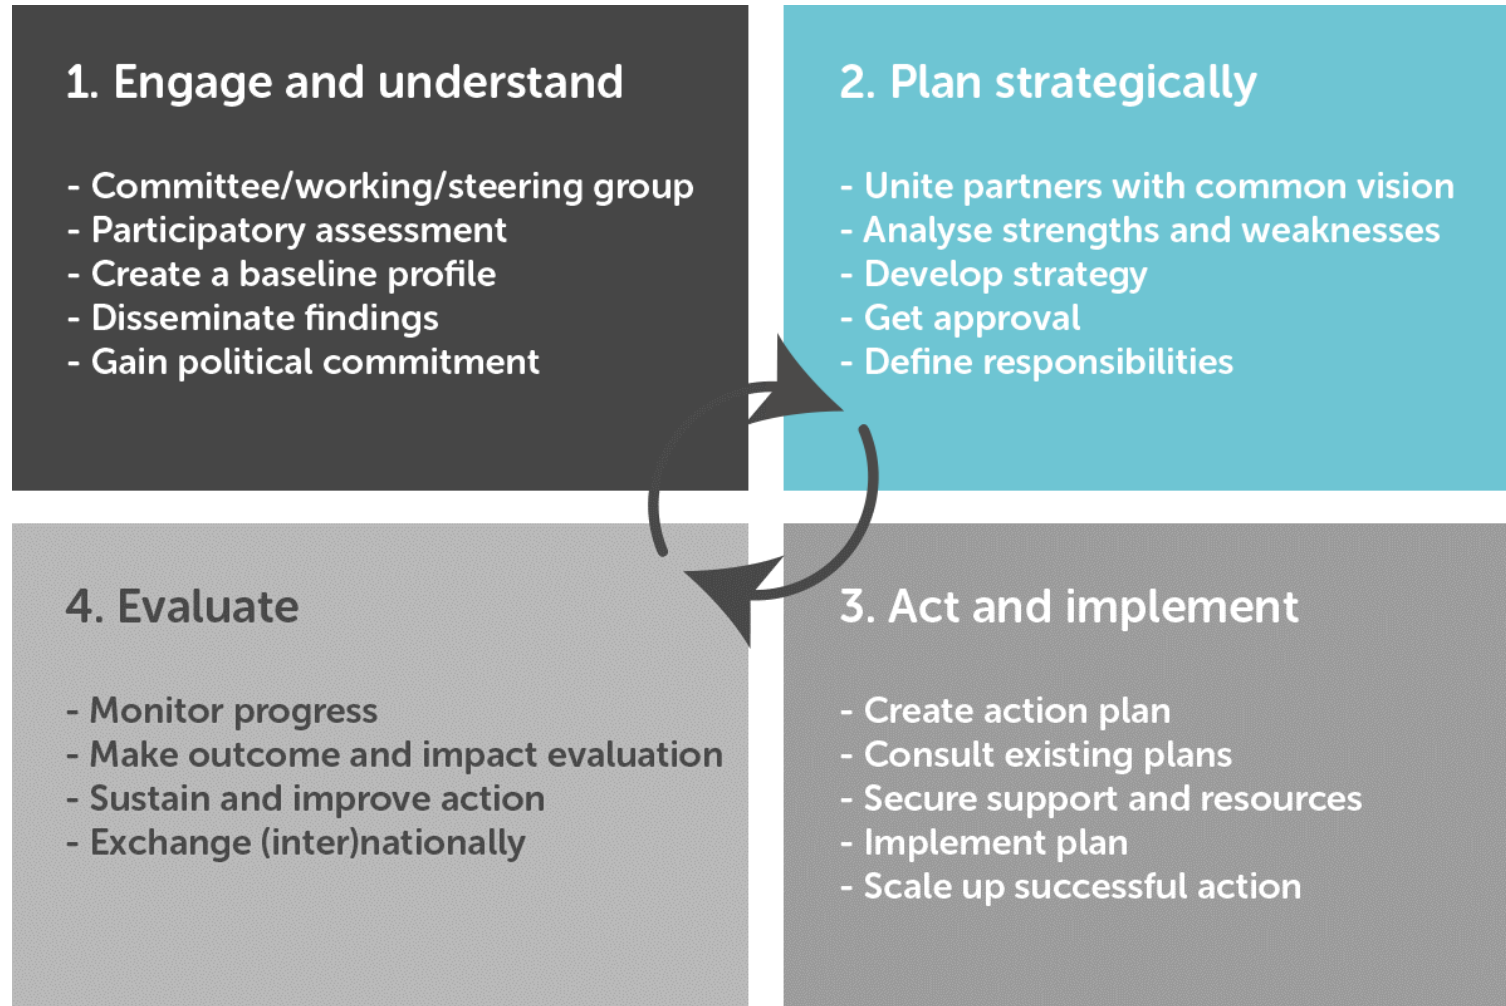 1. Engage and understand
- Committee/working/steering group
- Participatory assessment
- Create a baseline profile
- Disseminate findings
- Gain political commitment
2. Plan strategically
- Unite partners with common vision
- Analyse strengths and weaknesses
- Develop strategy
- Get approval
- Define responsibilities
3. Act and implement
- Create action plan
- Consult existing plans
- Secure support and resources
- Implement plan
- Scale up successful action
4. Evaluate
- Monitor progress
- Make outcome and impact evaluation
- Sustain and improve action
- Exchange (inter)nationally